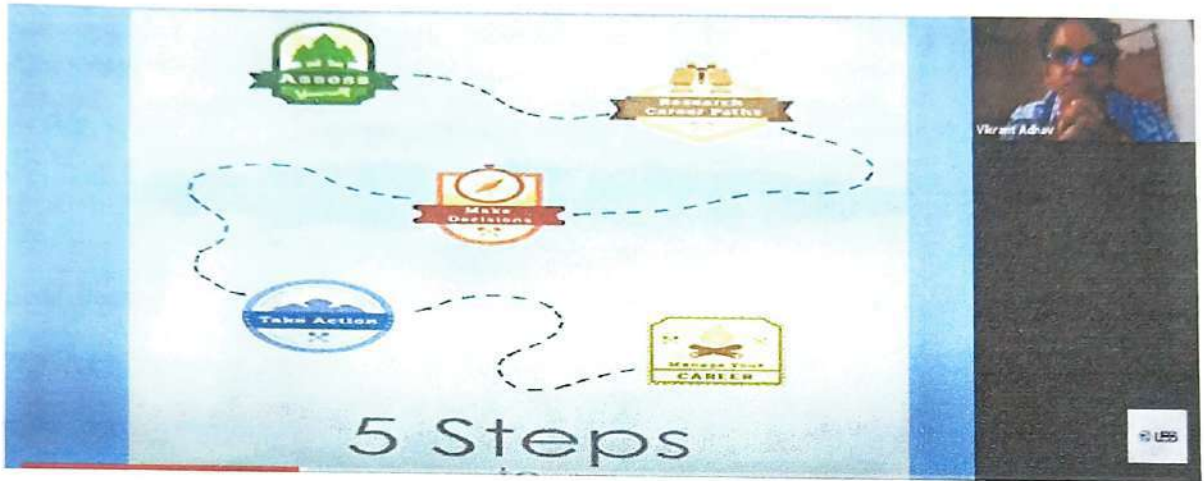 Assess
Research
Career Paths
Vikrant Adhav
Make
Decisions
Take Action
Manage Your
CAREER
5 Steps